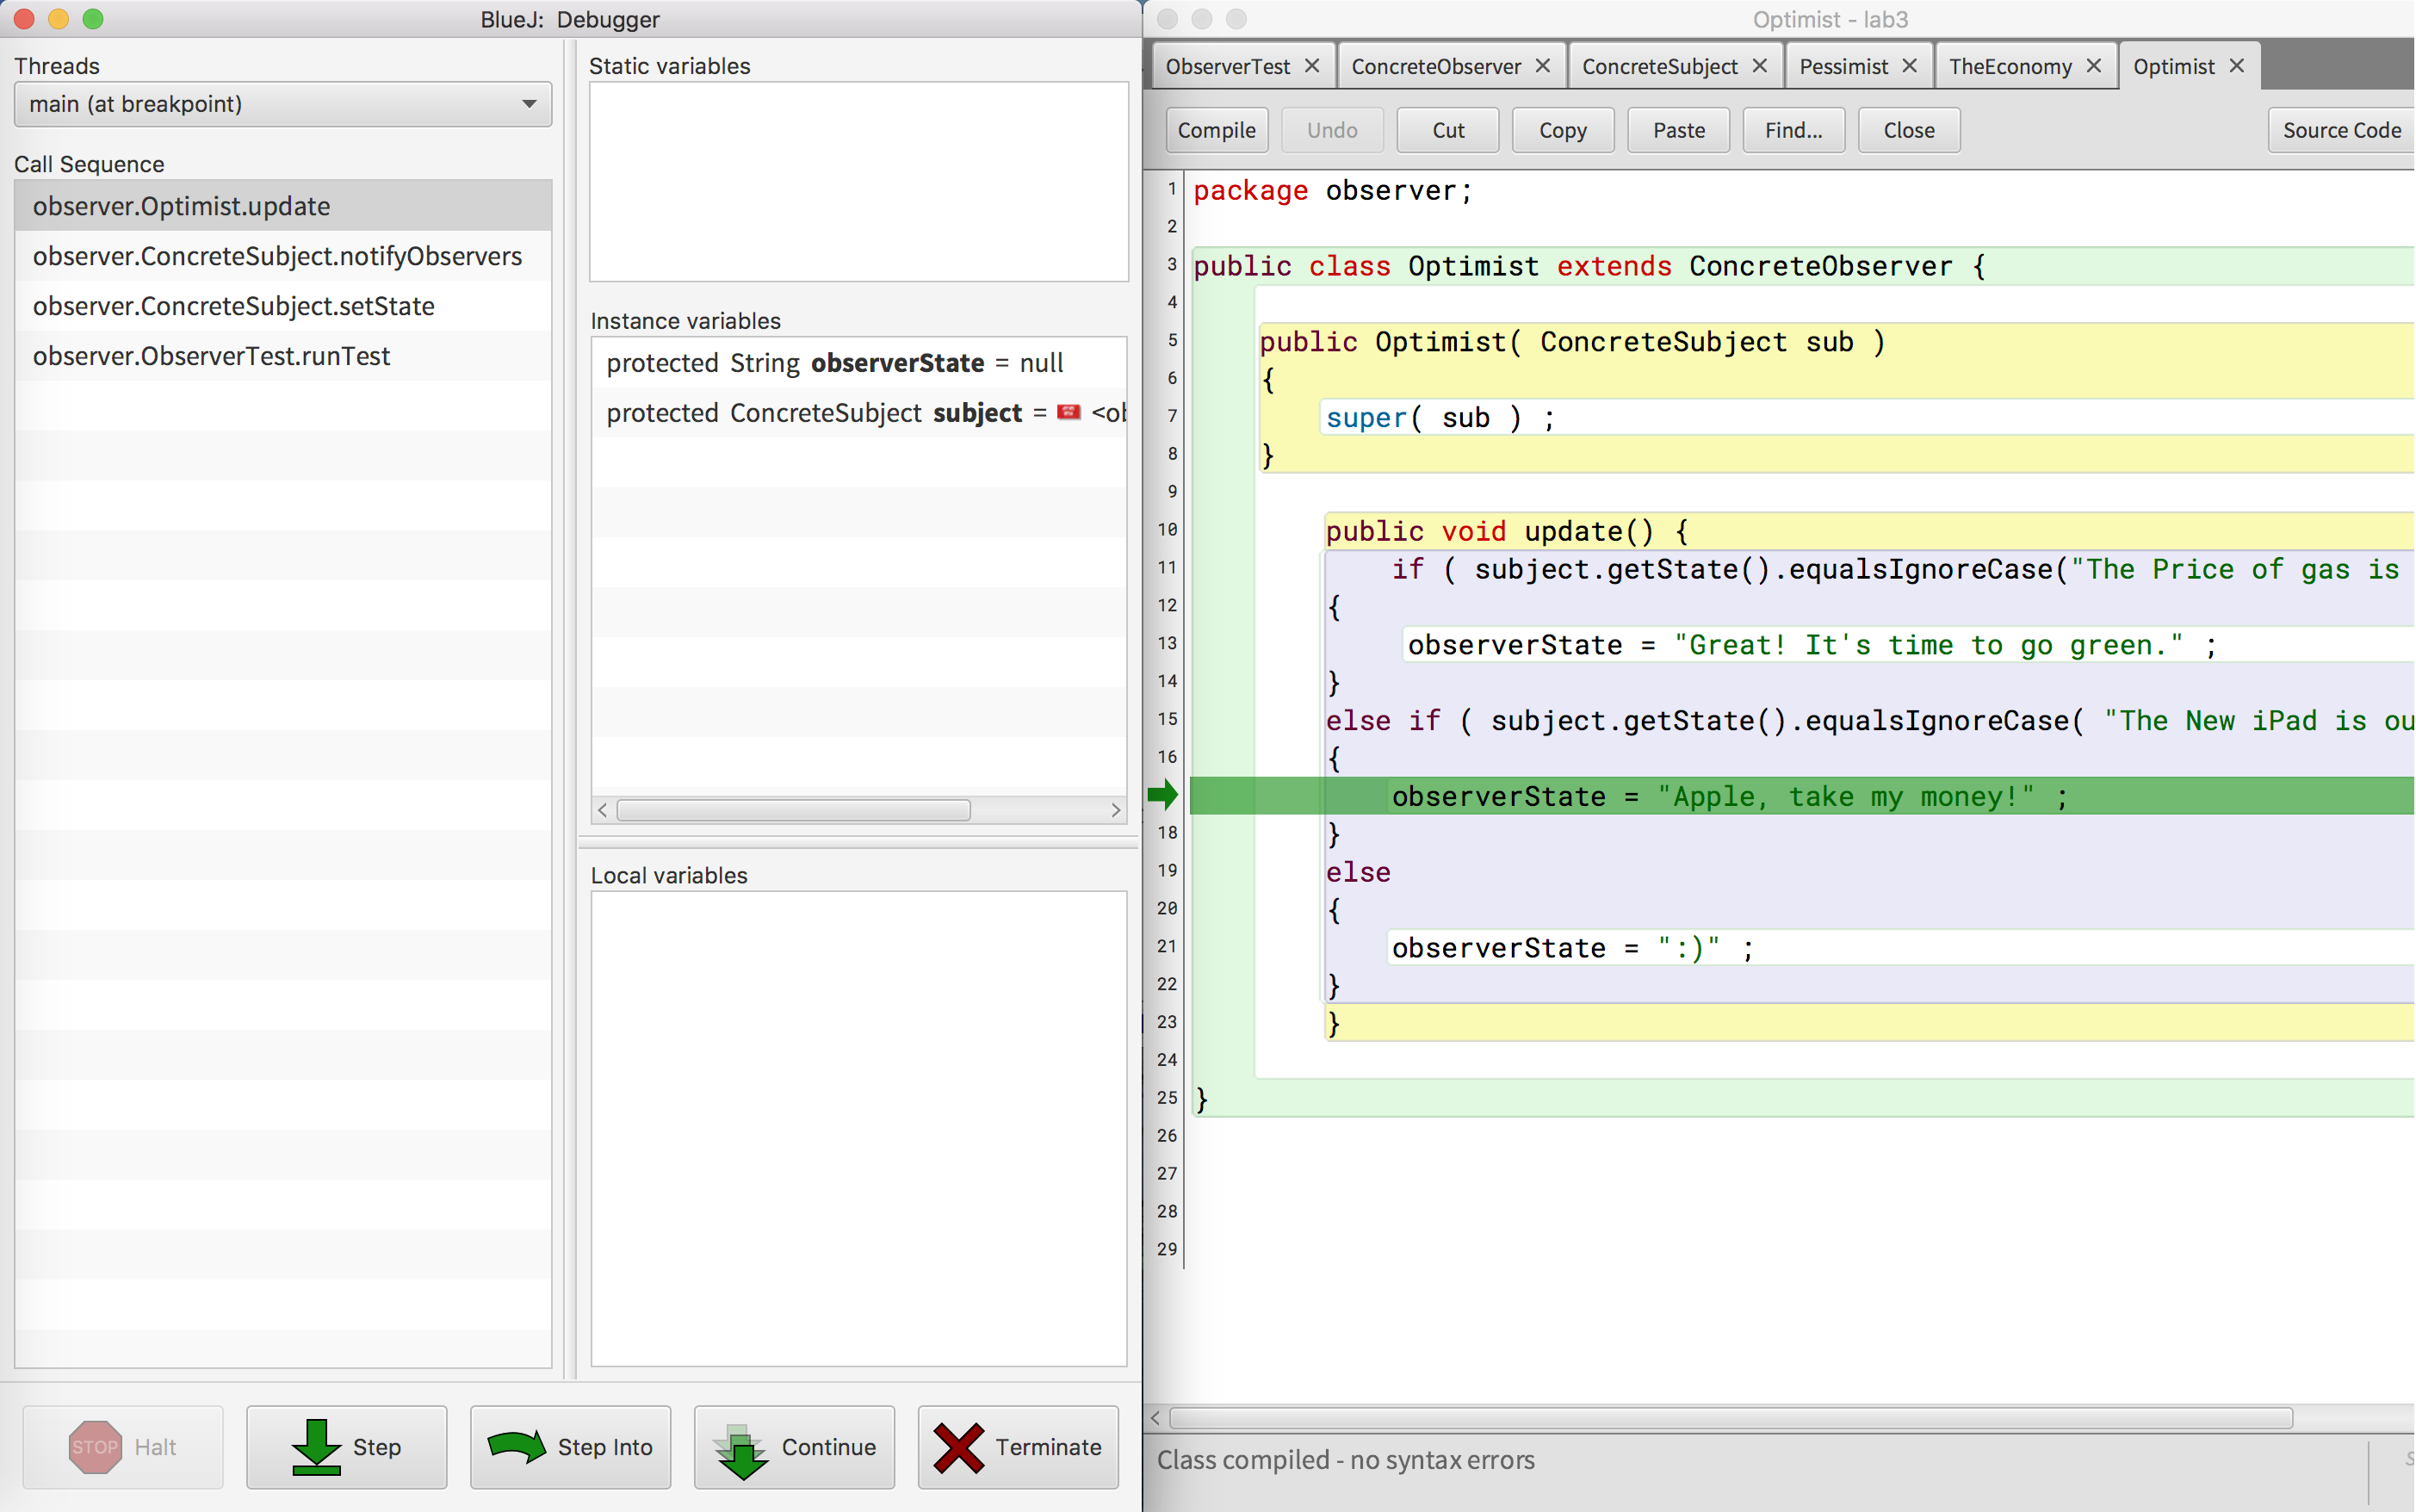 BlueJ: Debugger
Threads
main (at breakpoint)
Call Sequence
observer.Optimist.update
observer.ConcreteSubject.notifyObservers
observer.ConcreteSubject.setState
observer.ObserverTest.runTest
Static variables
Instance variables
protected String observerState = null
protected ConcreteSubject subject = <ob
Local variables
STOP Halt
Step
Step Into
Continue
Terminate
Optimist - lab3
ObserverTest
ConcreteObserver
ConcreteSubject
Pessimist
TheEconomy
Optimist
Compile
Undo
Cut
Copy
Paste
Find...
Close
Source Code
1 package observer;
2
3 public class Optimist extends ConcreteObserver {
4
5 public Optimist( ConcreteSubject sub )
6 {
7 super( sub ) ;
8 }
9
10 public void update() {
11 if ( subject.getState().equalsIgnoreCase("The Price of gas is
12 {
13 observerState = "Great! It's time to go green." ;
14 }
15 else if ( subject.getState().equalsIgnoreCase( "The New iPad is ou
16 {
observerState = "Apple, take my money!" ;
18 }
19 else
20 {
21 observerState = ":)" ;
22 }
23 }
24
25 }
26
27
28
29
Class compiled - no syntax errors